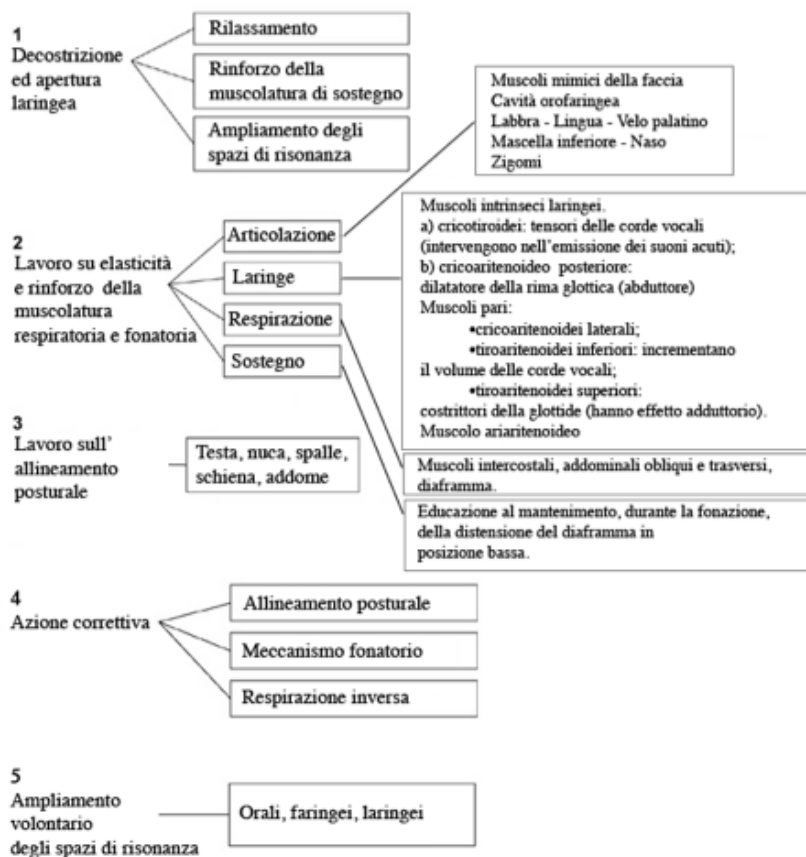 1
Decostrizione
ed apertura
laringea
Rilassamento
Rinforzo della
muscolatura di sostegno
Ampliamento degli
spazi di risonanza
2
Lavoro su elasticità
e rinforzo della
muscolatura
respiratoria e fonatoria
Articolazione
Laringe
Respirazione
Sostegno
Muscoli mimici della faccia
Cavità orofaringea
Labbra - Lingua - Velo palatino
Mascella inferiore - Naso
Zigomi
Muscoli intrinseci laringei.
a) cricotiroidei: tensori delle corde vocali
(intervengono nell'emissione dei suoni acuti);
b) cricoaritenoideo posteriore:
dilatatore della rima glottica (abduttore)
Muscoli pari:
•cricoaritenoidei laterali;
•tiroaritenoidei inferiori: incrementano
il volume delle corde vocali;
•tiroaritenoidei superiori:
costrittori della glottide (hanno effetto adduttorio).
Muscolo ariaritenoideo
Muscoli intercostali, addominali obliqui e trasversi,
diaframma.
Educazione al mantenimento, durante la fonazione,
della distensione del diaframma in
posizione bassa.
3
Lavoro sull'
allineamento
posturale
Testa, nuca, spalle,
schiena, addome
4
Azione correttiva
Allineamento posturale
Meccanismo fonatorio
Respirazione inversa
5
Ampliamento
volontario
degli spazi di risonanza
Orali, faringei, laringei